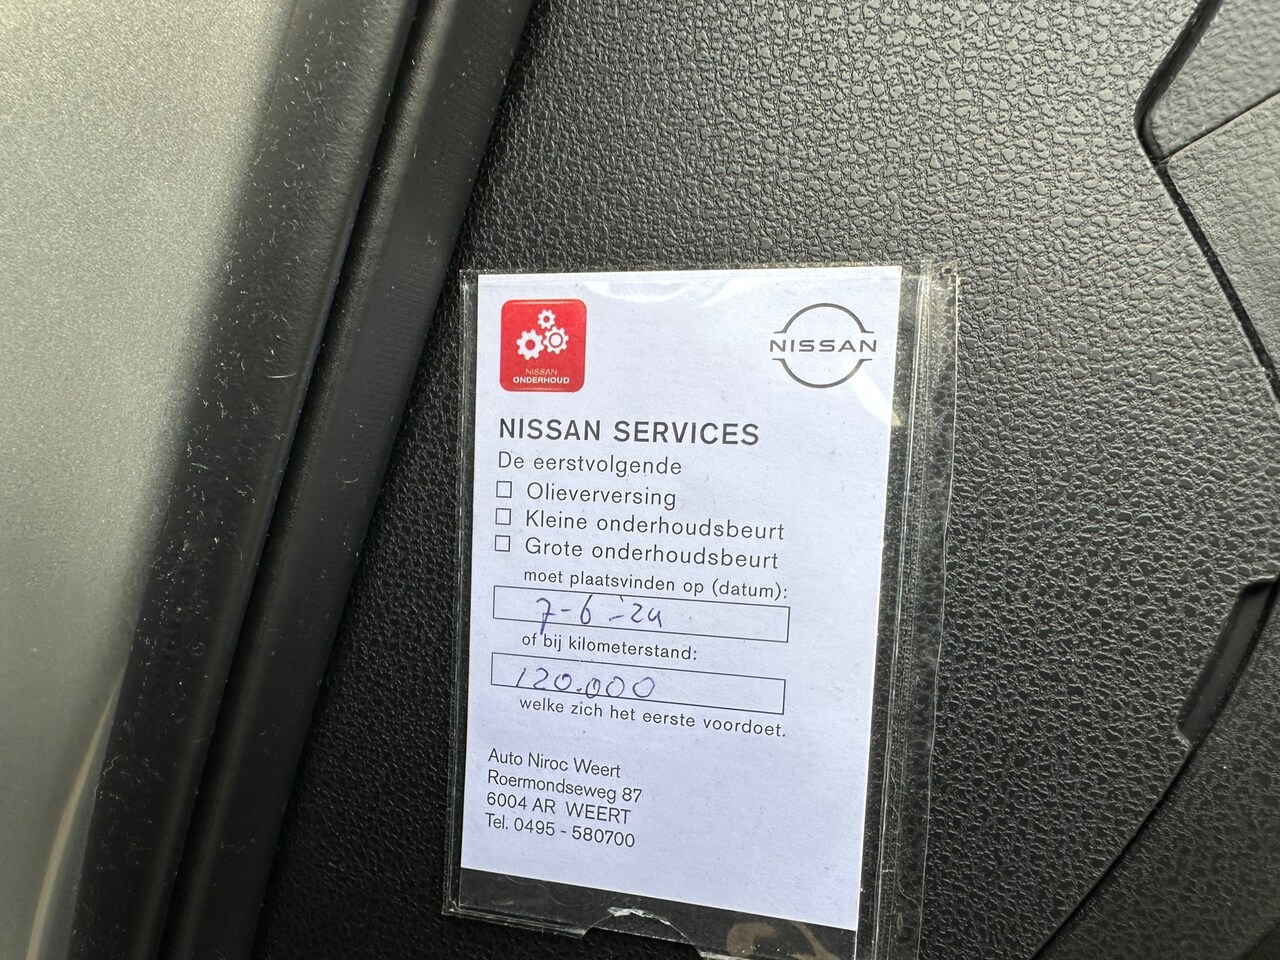 NISSAN
ONDERHOUD
NISSAN
NISSAN SERVICES
De eerstvolgende
Olieverversing
Kleine onderhoudsbeurt
Grote onderhoudsbeurt
moet plaatsvinden op (datum):
7-6-24
of bij kilometerstand:
120.000
welke zich het eerste voordoet.
Auto Niroc Weert
Roermondseweg 87
6004 AR WEERT
Tel. 0495 - 580700